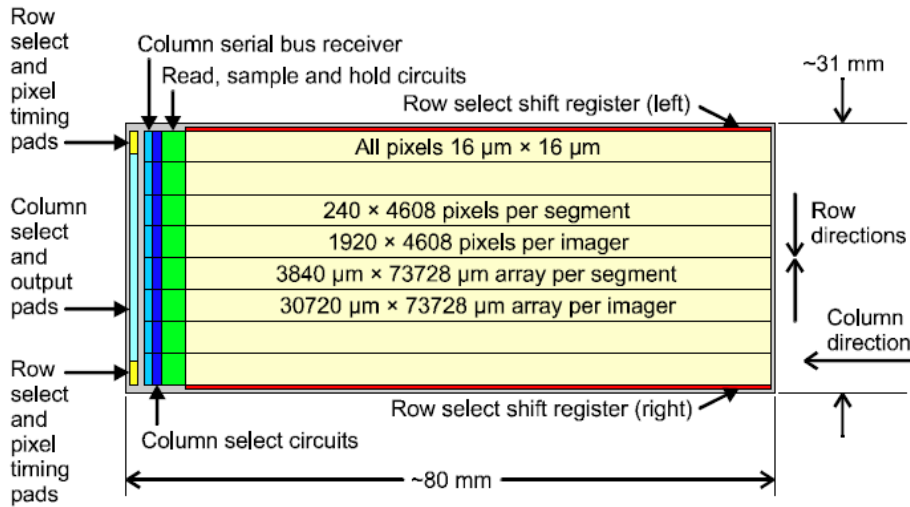 Row
select
and
pixel
timing
pads
Column serial bus receiver
Read, sample and hold circuits
Row select shift register (left)
~31 mm
All pixels 16 µm × 16 µm
240 × 4608 pixels per segment
1920 × 4608 pixels per imager
3840 µm × 73728 µm array per segment
30720 µm × 73728 µm array per imager
Column
select
and
output
pads
Row
directions
Column
direction
Row
select
and
pixel
timing
pads
Row select shift register (right)
Column select circuits
~80 mm